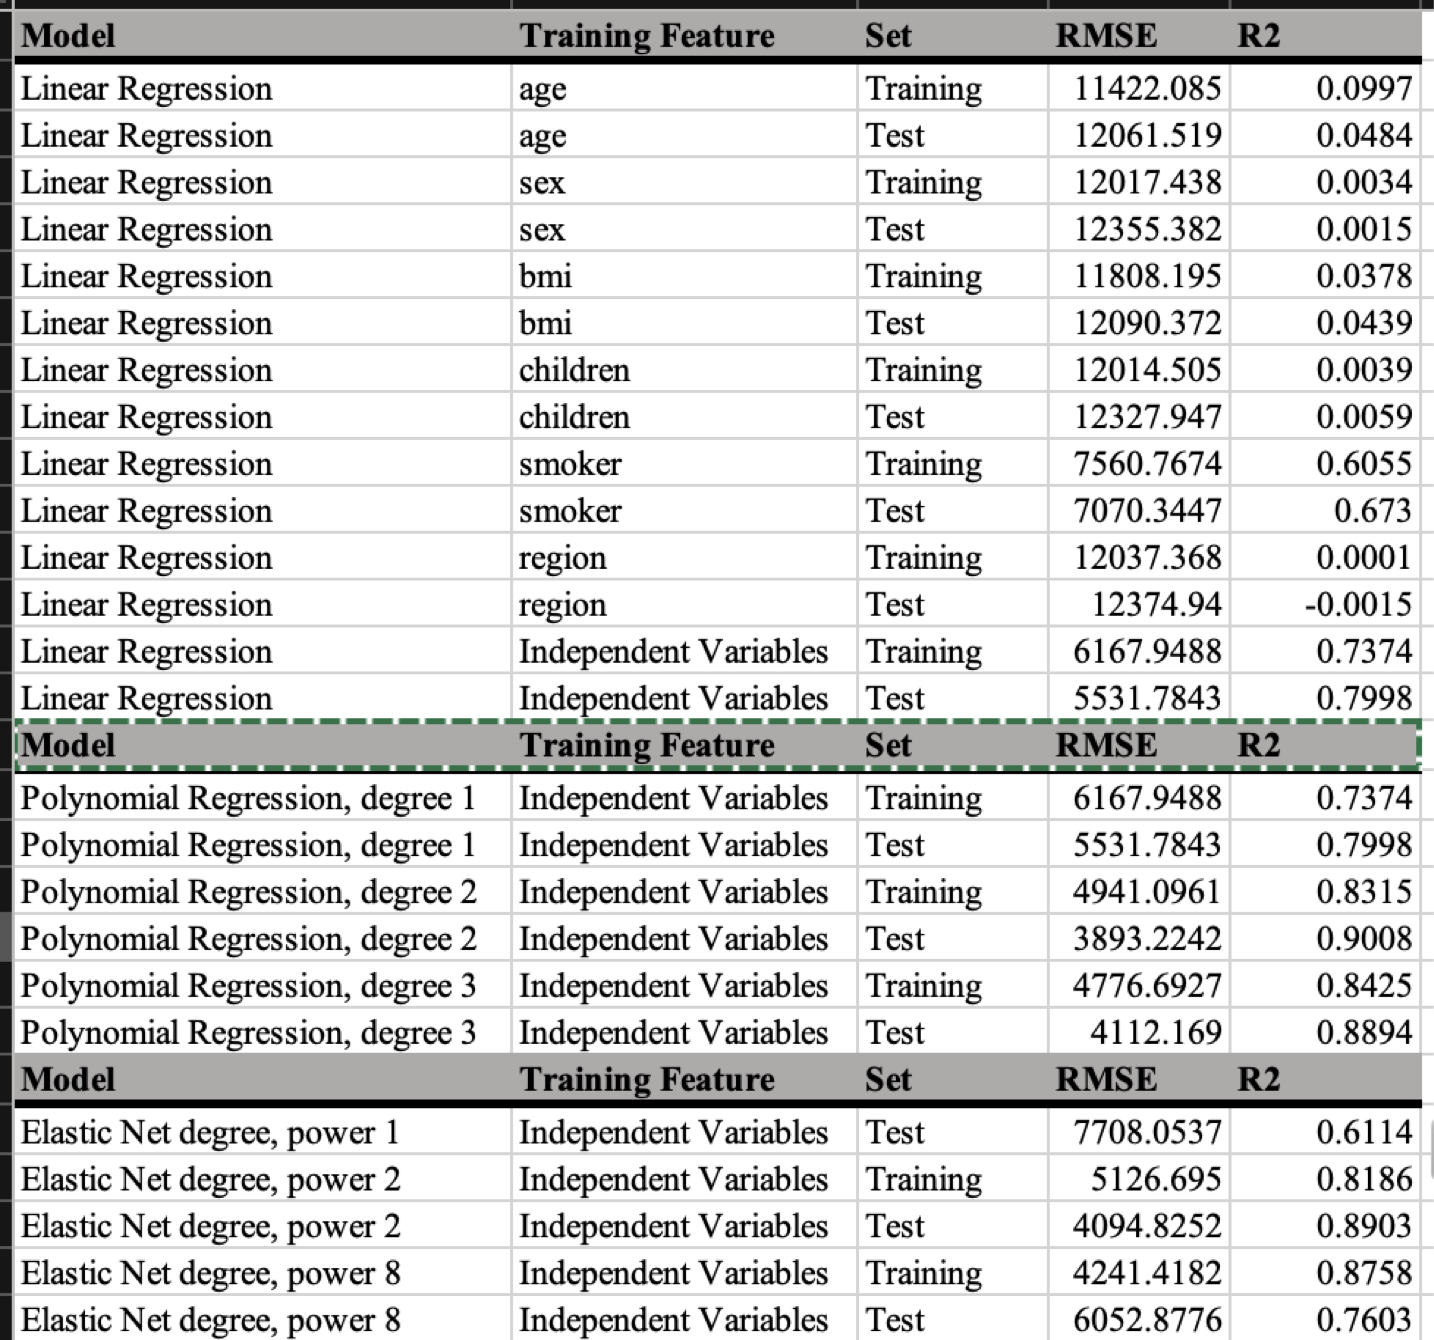 Model Training Feature Set RMSE R2
Linear Regression age Training 11422.085 0.0997
Linear Regression age Test 12061.519 0.0484
Linear Regression sex Training 12017.438 0.0034
Linear Regression sex Test 12355.382 0.0015
Linear Regression bmi Training 11808.195 0.0378
Linear Regression bmi Test 12090.372 0.0439
Linear Regression children Training 12014.505 0.0039
Linear Regression children Test 12327.947 0.0059
Linear Regression smoker Training 7560.7674 0.6055
Linear Regression smoker Test 7070.3447 0.673
Linear Regression region Training 12037.368 0.0001
Linear Regression region Test 12374.94 -0.0015
Linear Regression Independent Variables Training 6167.9488 0.7374
Linear Regression Independent Variables Test 5531.7843 0.7998
Model Training Feature Set RMSE R2
Polynomial Regression, degree 1 Independent Variables Training 6167.9488 0.7374
Polynomial Regression, degree 1 Independent Variables Test 5531.7843 0.7998
Polynomial Regression, degree 2 Independent Variables Training 4941.0961 0.8315
Polynomial Regression, degree 2 Independent Variables Test 3893.2242 0.9008
Polynomial Regression, degree 3 Independent Variables Training 4776.6927 0.8425
Polynomial Regression, degree 3 Independent Variables Test 4112.169 0.8894
Model Training Feature Set RMSE R2
Elastic Net degree, power 1 Independent Variables Test 7708.0537 0.6114
Elastic Net degree, power 2 Independent Variables Training 5126.695 0.8186
Elastic Net degree, power 2 Independent Variables Test 4094.8252 0.8903
Elastic Net degree, power 8 Independent Variables Training 4241.4182 0.8758
Elastic Net degree, power 8 Independent Variables Test 6052.8776 0.7603